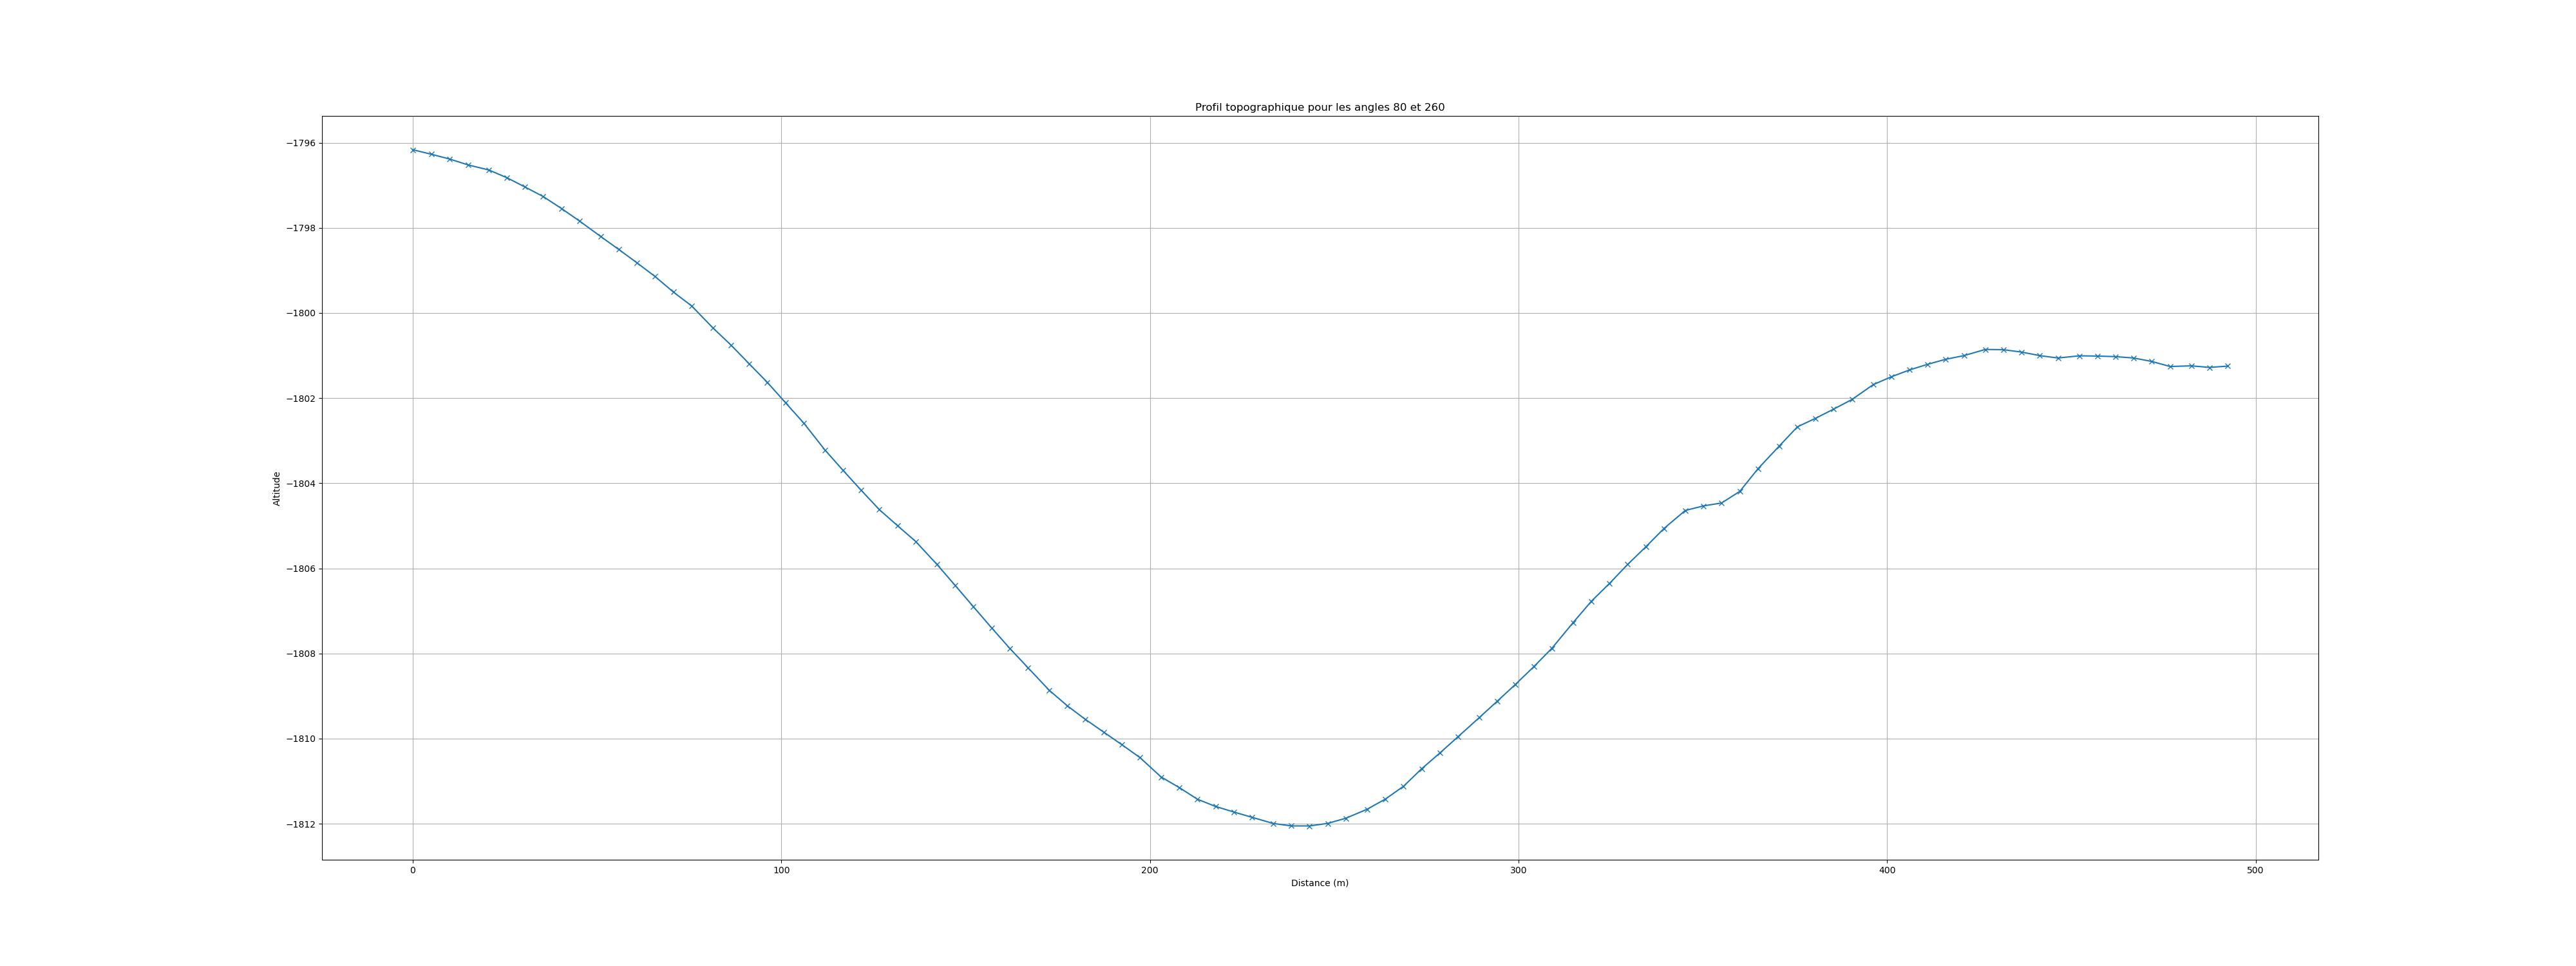 Profil topographique pour les angles 80 et 260
Altitude
−1796
−1798
−1800
−1802
−1804
−1806
−1808
−1810
−1812
0 100 200 300 400 500
Distance (m)